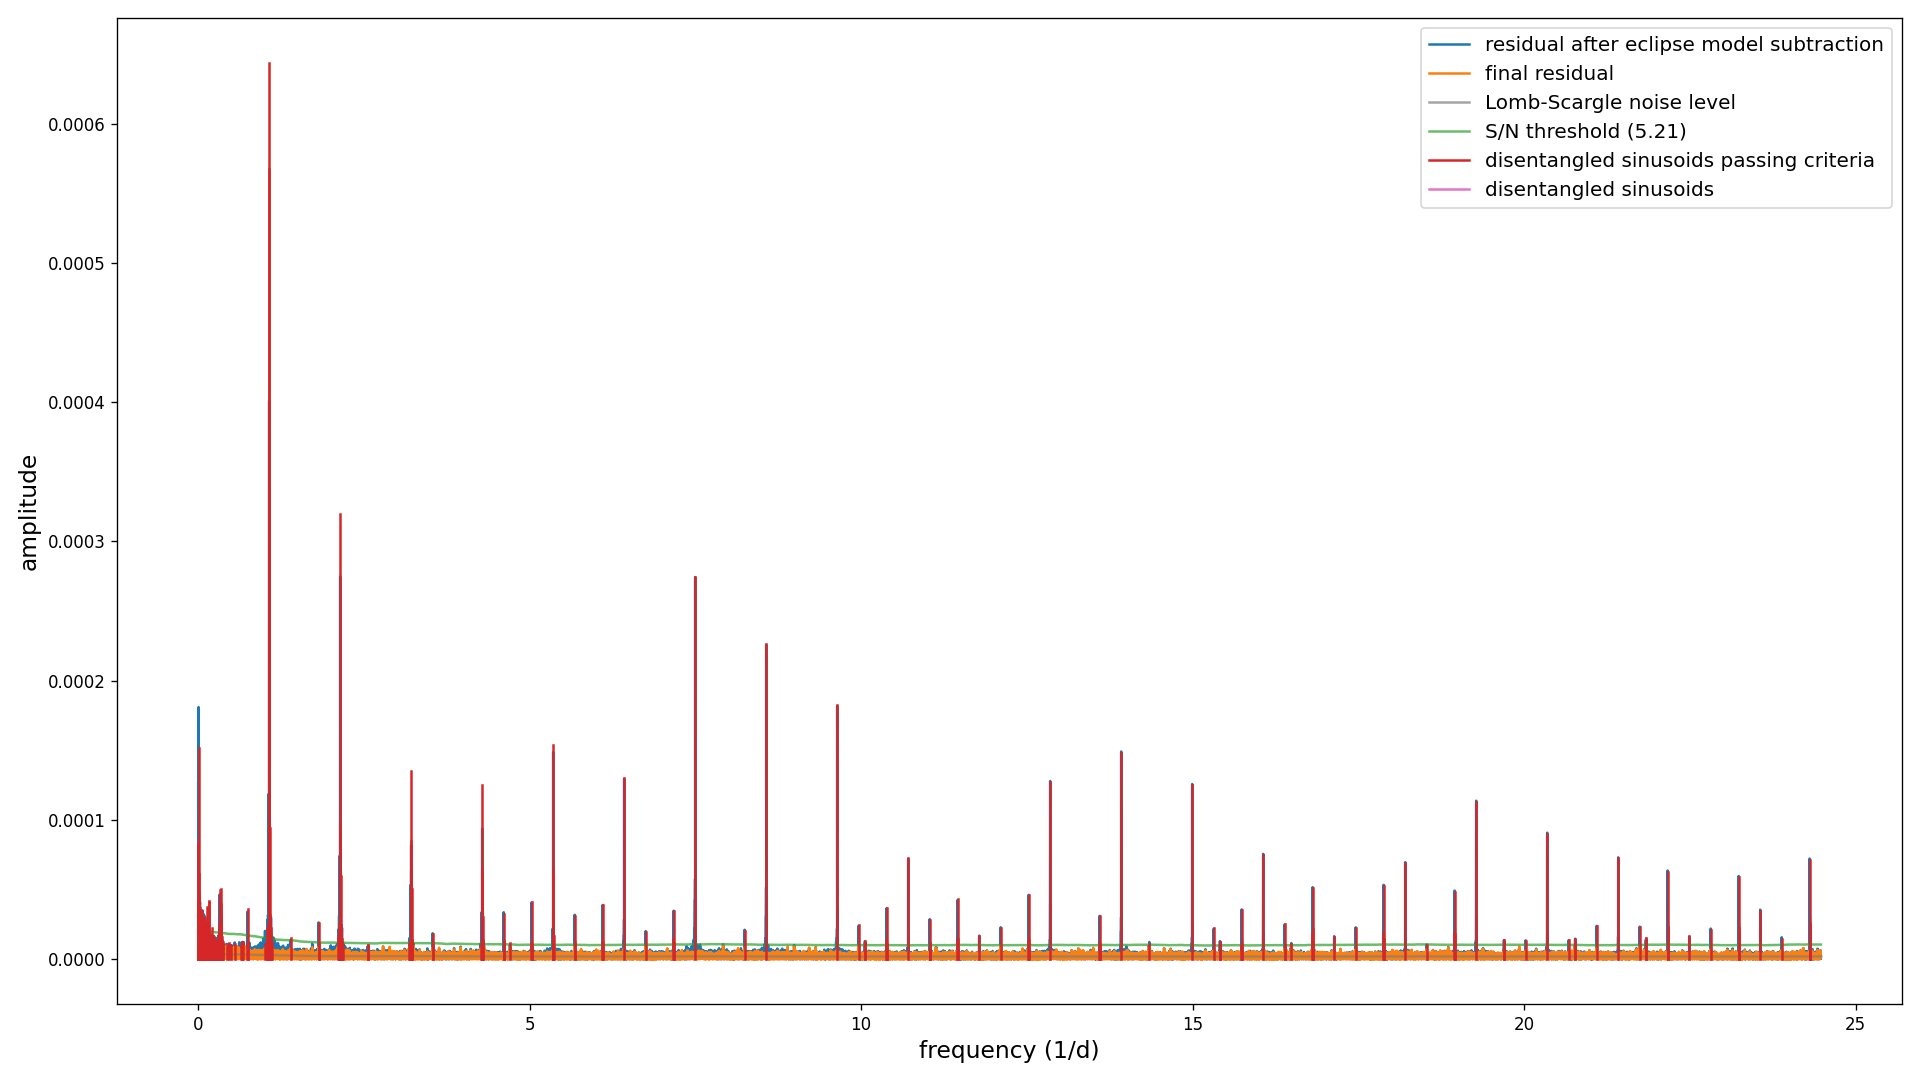 residual after eclipse model subtraction
final residual
Lomb-Scargle noise level
S/N threshold (5.21)
disentangled sinusoids passing criteria
disentangled sinusoids
0.0006
0.0005
0.0004
0.0003
0.0002
0.0001
0.0000
amplitude
0 5 10 15 20 25
frequency (1/d)